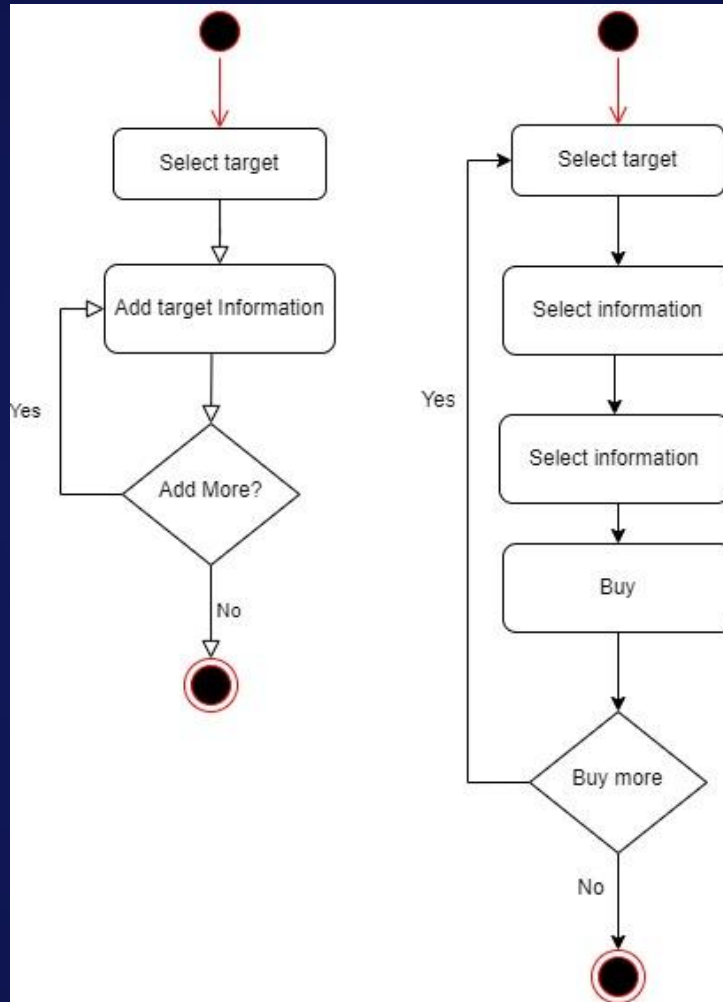 Select target
Add target Information
Yes
Add More?
No
Select target
Select information
Yes
Select information
Buy
Buy more
No